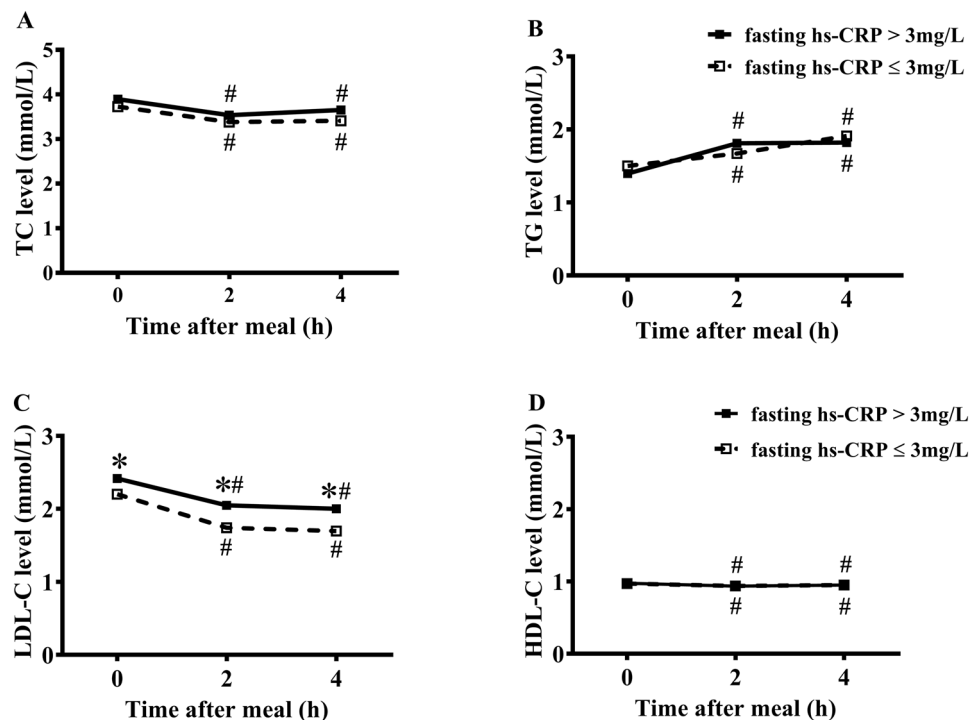 A
TC level (mmol/L)
5
4
3
2
1
0
#
#
#
#
0
2
4
Time after meal (h)
B
fasting hs-CRP > 3mg/L
fasting hs-CRP ≤ 3mg/L
TG level (mmol/L)
3
2
1
0
#
#
#
#
0
2
4
Time after meal (h)
C
LDL-C level (mmol/L)
3
2
1
0
*
*#
*#
#
#
0
2
4
Time after meal (h)
D
fasting hs-CRP > 3mg/L
fasting hs-CRP ≤ 3mg/L
HDL-C level (mmol/L)
3
2
1
0
#
#
#
#
0
2
4
Time after meal (h)